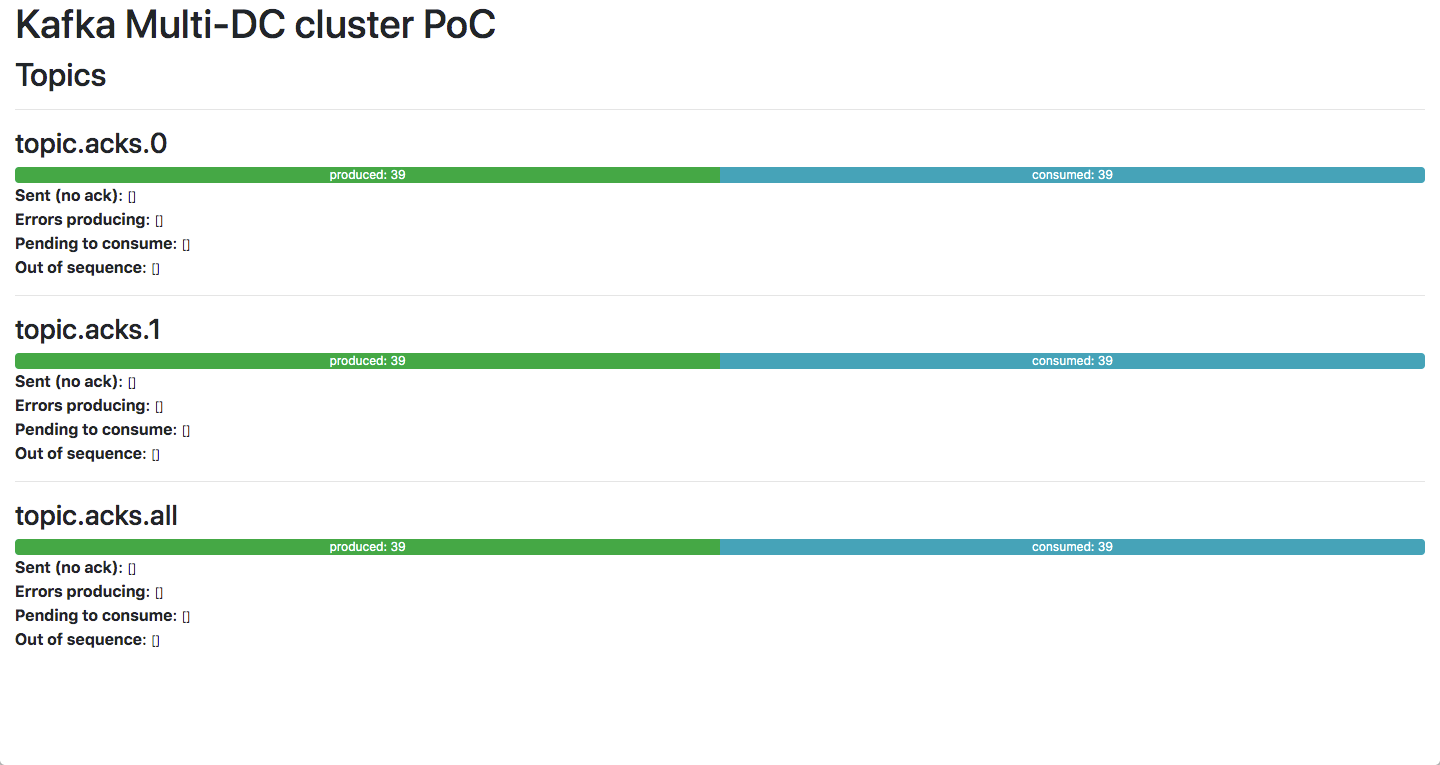 Kafka Multi-DC cluster PoC
Topics
topic.acks.0
produced: 39 consumed: 39
Sent (no ack): []
Errors producing: []
Pending to consume: []
Out of sequence: []
topic.acks.1
produced: 39 consumed: 39
Sent (no ack): []
Errors producing: []
Pending to consume: []
Out of sequence: []
topic.acks.all
produced: 39 consumed: 39
Sent (no ack): []
Errors producing: []
Pending to consume: []
Out of sequence: []